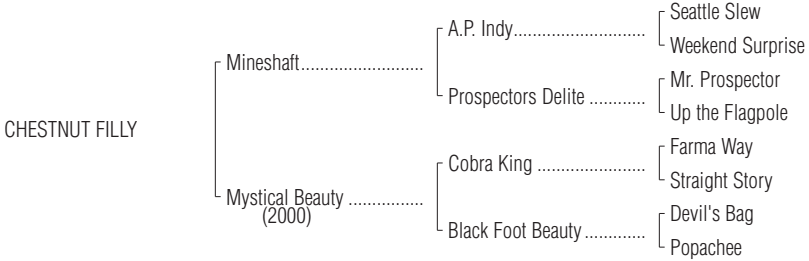 Seattle Slew
A.P. Indy..............................
Weekend Surprise
Mineshaft...........................
Mr. Prospector
Prospectors Delite ............
Up the Flagpole
CHESTNUT FILLY
Farma Way
Cobra King ........................
Straight Story
Mystical Beauty .................
(2000)
Devil's Bag
Black Foot Beauty..............
Popachee